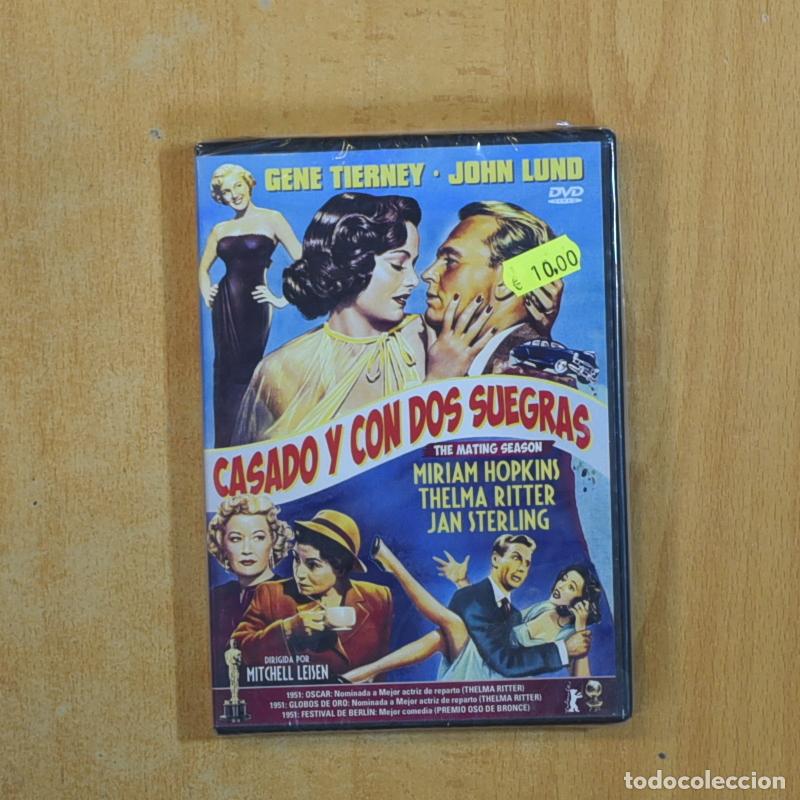 GENE TIERNEY · JOHN LUND
DVD
VIDEO
€ 10,00
CASADO Y CON DOS SUEGRAS
THE MATING SEASON
MIRIAM HOPKINS
THELMA RITTER
JAN STERLING
DIRIGIDA POR
MITCHELL LEISEN
1951: OSCAR: Nominada a Mejor actriz de reparto (THELMA RITTER)
1951: GLOBOS DE ORO: Nominada a Mejor actriz de reparto (THELMA RITTER)
1951: FESTIVAL DE BERLÍN: Mejor comedia (PREMIO OSO DE BRONCE)
todocoleccion